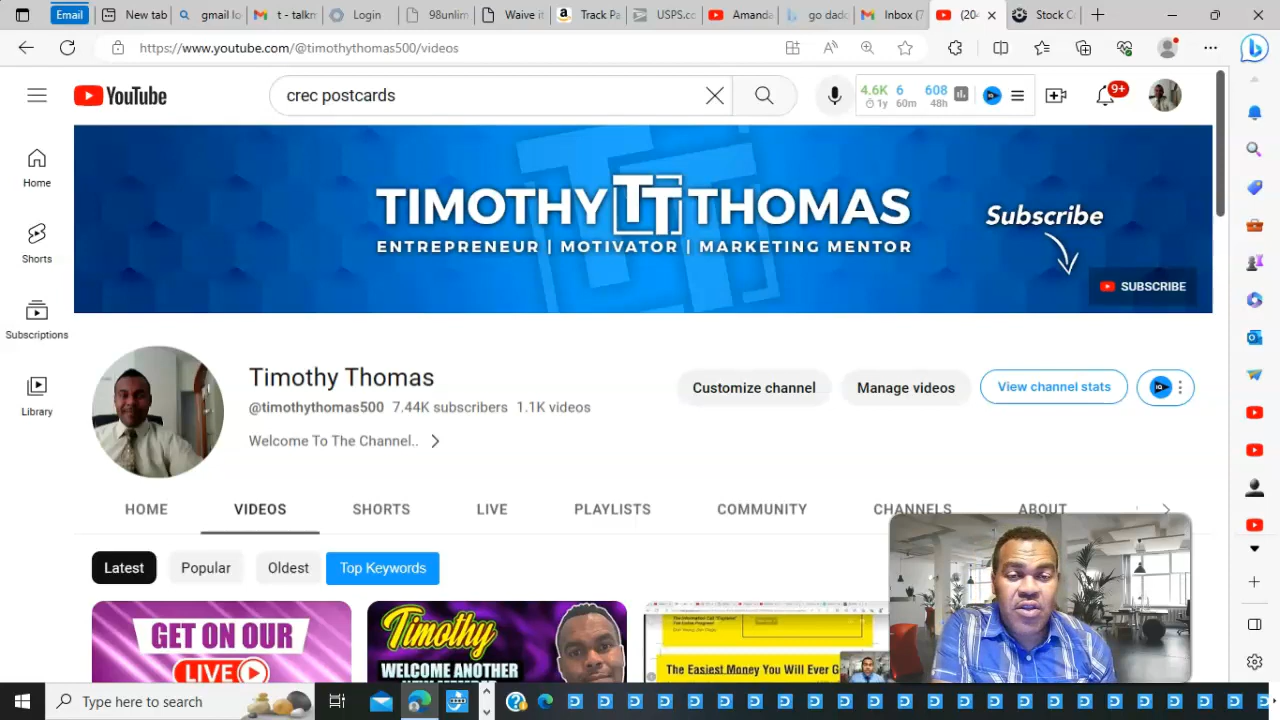 Email
New tab
gmail lo
t - talkm
Login
98unlim
Waive it
Track Pa
USPS.co
Amanda
go dadd
Inbox (7
(20
Stock C
https://www.youtube.com/@timothythomas500/videos
YouTube
crec postcards
4.6K 6 608
1y 60m 48h
9+
Home
Shorts
Subscriptions
Library
TIMOTHY TT THOMAS
ENTREPRENEUR | MOTIVATOR | MARKETING MENTOR
Subscribe
SUBSCRIBE
Timothy Thomas
@timothythomas500 7.44K subscribers 1.1K videos
Welcome To The Channel..
Customize channel
Manage videos
View channel stats
IQ
HOME
VIDEOS
SHORTS
LIVE
PLAYLISTS
COMMUNITY
CHANNELS
ABOUT
Latest
Popular
Oldest
Top Keywords
GET ON OUR
LIVE
Timothy
WELCOME ANOTHER
The Easiest Money You Will Ever G
Type here to search